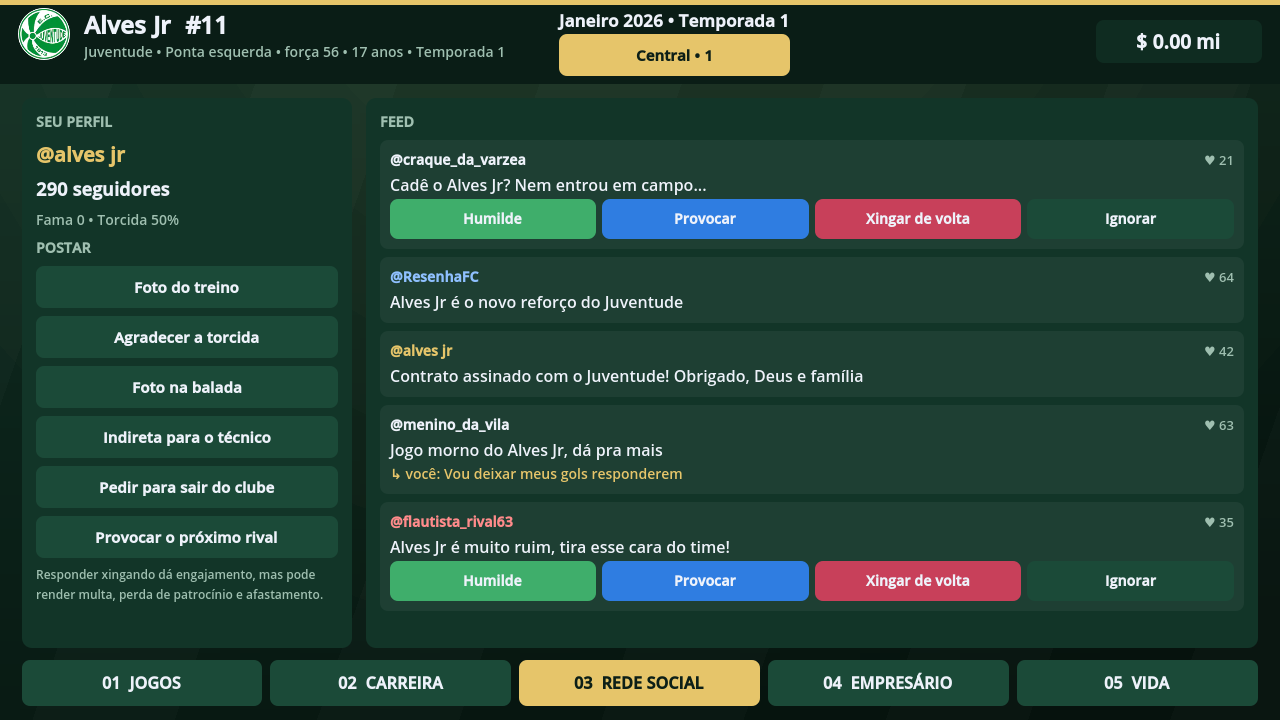 Alves Jr #11
Juventude • Ponta esquerda • força 56 • 17 anos • Temporada 1
Janeiro 2026 • Temporada 1
Central • 1
$ 0.00 mi
SEU PERFIL
@alves jr
290 seguidores
Fama 0 • Torcida 50%
POSTAR
Foto do treino
Agradecer a torcida
Foto na balada
Indireta para o técnico
Pedir para sair do clube
Provocar o próximo rival
Responder xingando dá engajamento, mas pode
render multa, perda de patrocínio e afastamento.
FEED
@craque_da_varzea ♥ 21
Cadê o Alves Jr? Nem entrou em campo...
Humilde Provocar Xingar de volta Ignorar
@ResenhaFC ♥ 64
Alves Jr é o novo reforço do Juventude
@alves jr ♥ 42
Contrato assinado com o Juventude! Obrigado, Deus e família
@menino_da_vila ♥ 63
Jogo morno do Alves Jr, dá pra mais
↳ você: Vou deixar meus gols responderem
@flautista_rival63 ♥ 35
Alves Jr é muito ruim, tira esse cara do time!
Humilde Provocar Xingar de volta Ignorar
01 JOGOS
02 CARREIRA
03 REDE SOCIAL
04 EMPRESÁRIO
05 VIDA